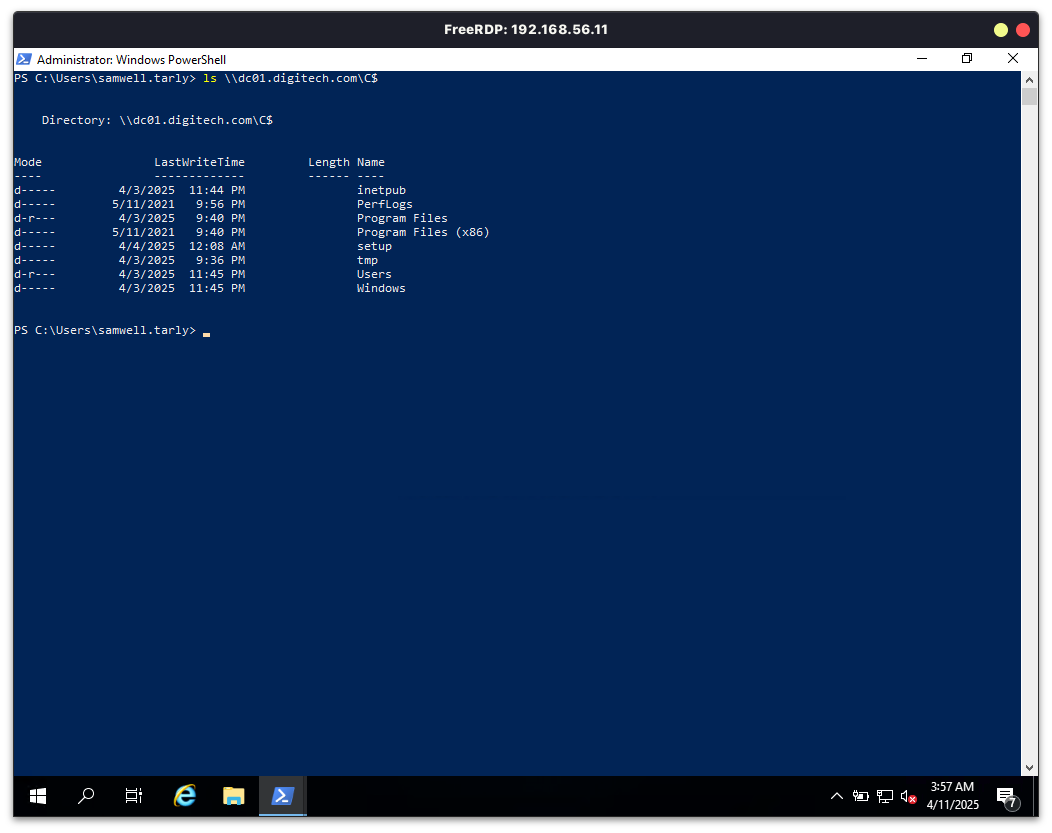 FreeRDP: 192.168.56.11
Administrator: Windows PowerShell
PS C:\Users\samwell.tarly> ls \\dc01.digitech.com\C$
Directory: \\dc01.digitech.com\C$
Mode LastWriteTime Length Name
---- ------------- ------ ----
d----- 4/3/2025 11:44 PM inetpub
d----- 5/11/2021 9:56 PM PerfLogs
d-r--- 4/3/2025 9:40 PM Program Files
d----- 5/11/2021 9:40 PM Program Files (x86)
d----- 4/4/2025 12:08 AM setup
d----- 4/3/2025 9:36 PM tmp
d-r--- 4/3/2025 11:45 PM Users
d----- 4/3/2025 11:45 PM Windows
PS C:\Users\samwell.tarly>
3:57 AM
4/11/2025
7